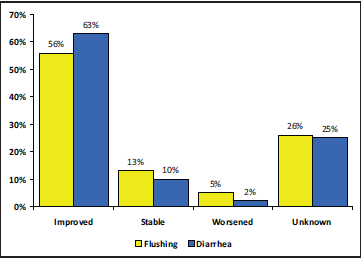 70%
60%
50%
40%
30%
20%
10%
0%
56%
63%
13%
10%
5%
2%
26%
25%
Improved
Stable
Worsened
Unknown
Flushing
Diarrhea